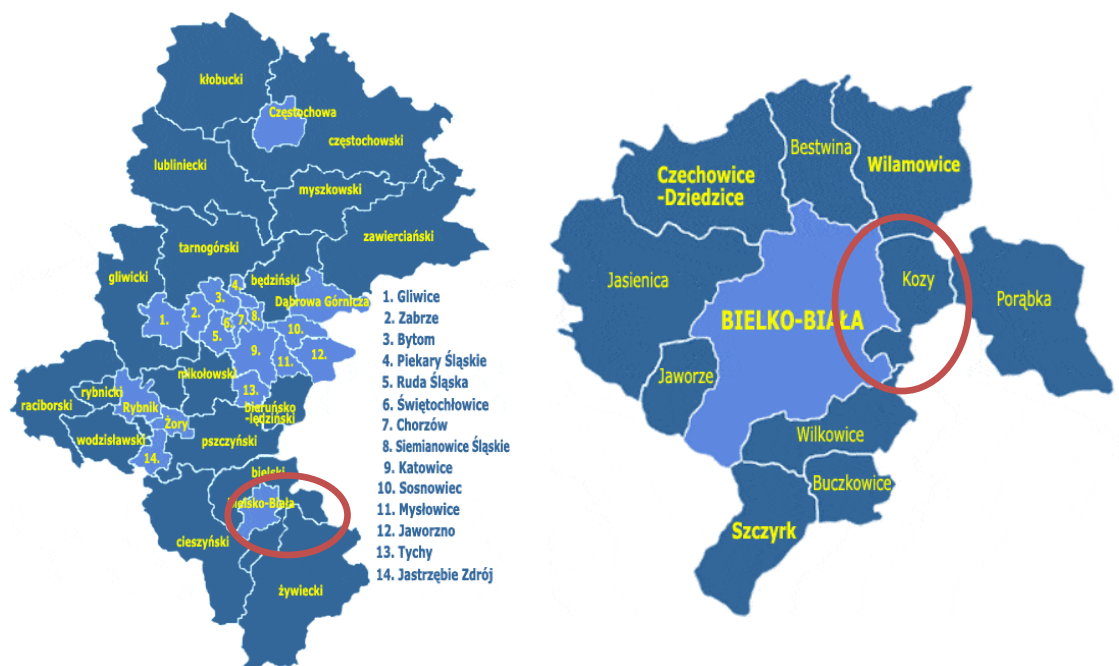 kłobucki
Częstochowa
częstochowski
lubliniecki
myszkowski
zawierciański
tarnogórski
gliwicki
będziński
Dąbrowa Górnicza
4.
3.
2.
1.
6.
7.
8.
5.
10.
9.
11.
12.
mikołowski
13.
rybnicki
raciborski
Rybnik
bieruńsko
-lędziński
Żory
wodzisławski
pszczyński
14.
bielski
Bielsko-Biała
cieszyński
żywiecki
1. Gliwice
2. Zabrze
3. Bytom
4. Piekary Śląskie
5. Ruda Śląska
6. Świętochłowice
7. Chorzów
8. Siemianowice Śląskie
9. Katowice
10. Sosnowiec
11. Mysłowice
12. Jaworzno
13. Tychy
14. Jastrzębie Zdrój
Bestwina
Wilamowice
Czechowice
-Dziedzice
Jasienica
Kozy
Porąbka
BIELKO-BIAŁA
Jaworze
Wilkowice
Buczkowice
Szczyrk